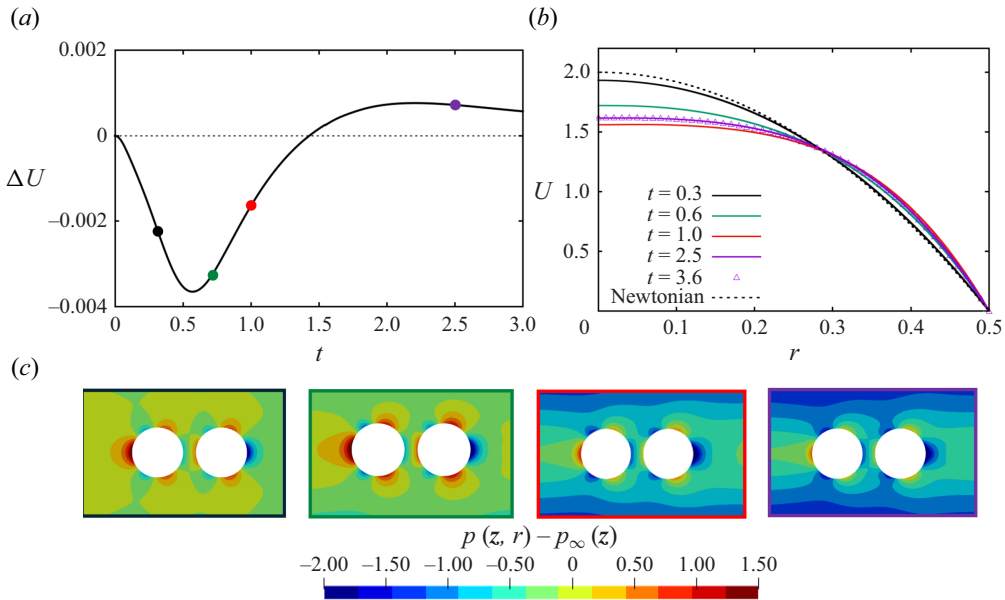 (a)
0.002
0
−0.002
−0.004
ΔU
0 0.5 1.0 1.5 2.0 2.5 3.0
t
(b)
2.0
1.5
1.0
0.5
U
t = 0.3
t = 0.6
t = 1.0
t = 2.5
t = 3.6
Newtonian
0 0.1 0.2 0.3 0.4 0.5
r
(c)
p (z, r) – p∞ (z)
−2.00 −1.50 −1.00 −0.50 0 0.50 1.00 1.50